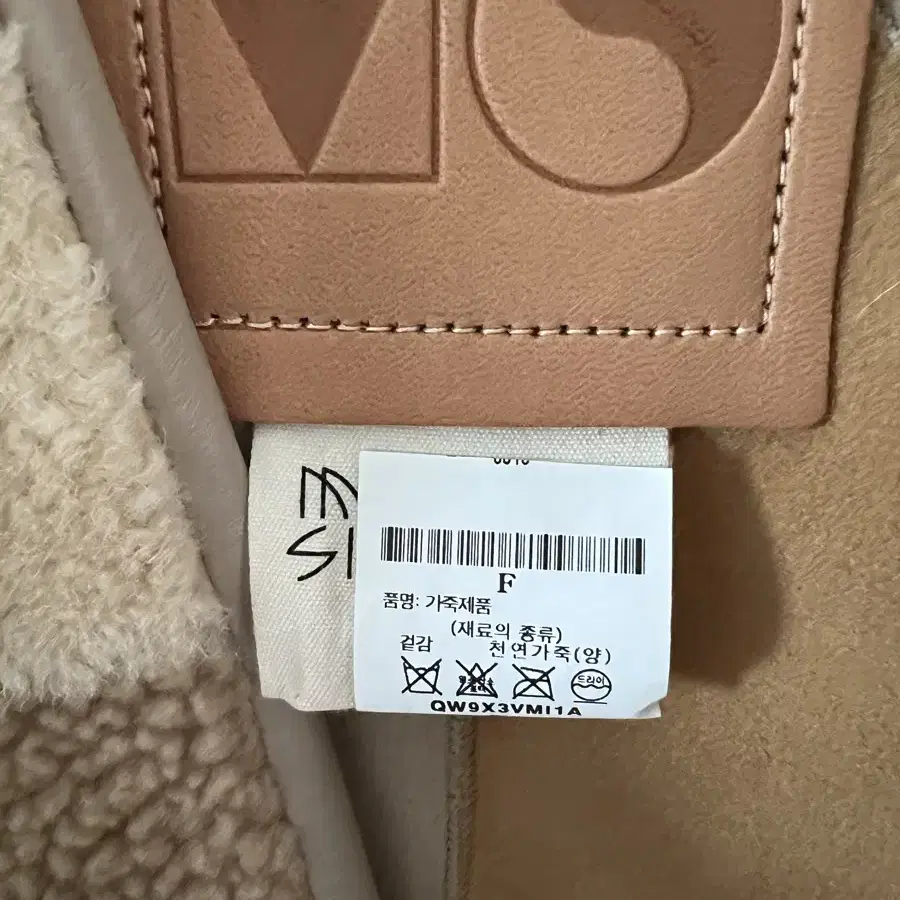 MS
F
품명: 가죽제품
(재료의 종류)
겉감 천연가죽(양)
드라이
QW9X3VMI1A